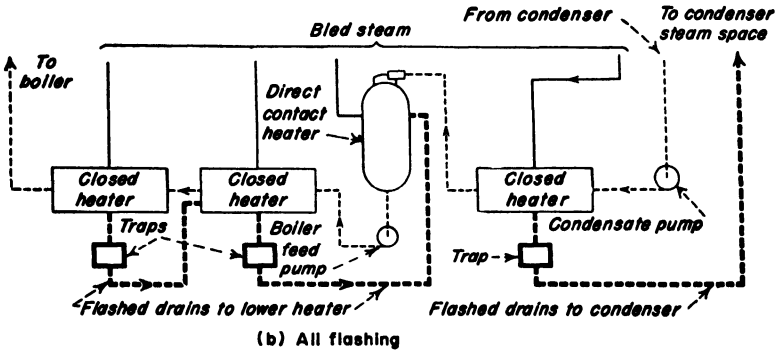 From condenser
To condenser
steam space
Bled steam
To
boiler
Direct
contact
heater
Closed
heater
Closed
heater
Closed
heater
Traps
Boiler
feed
pump
Trap
Condensate pump
Flashed drains to lower heater
Flashed drains to condenser
(b) All flashing